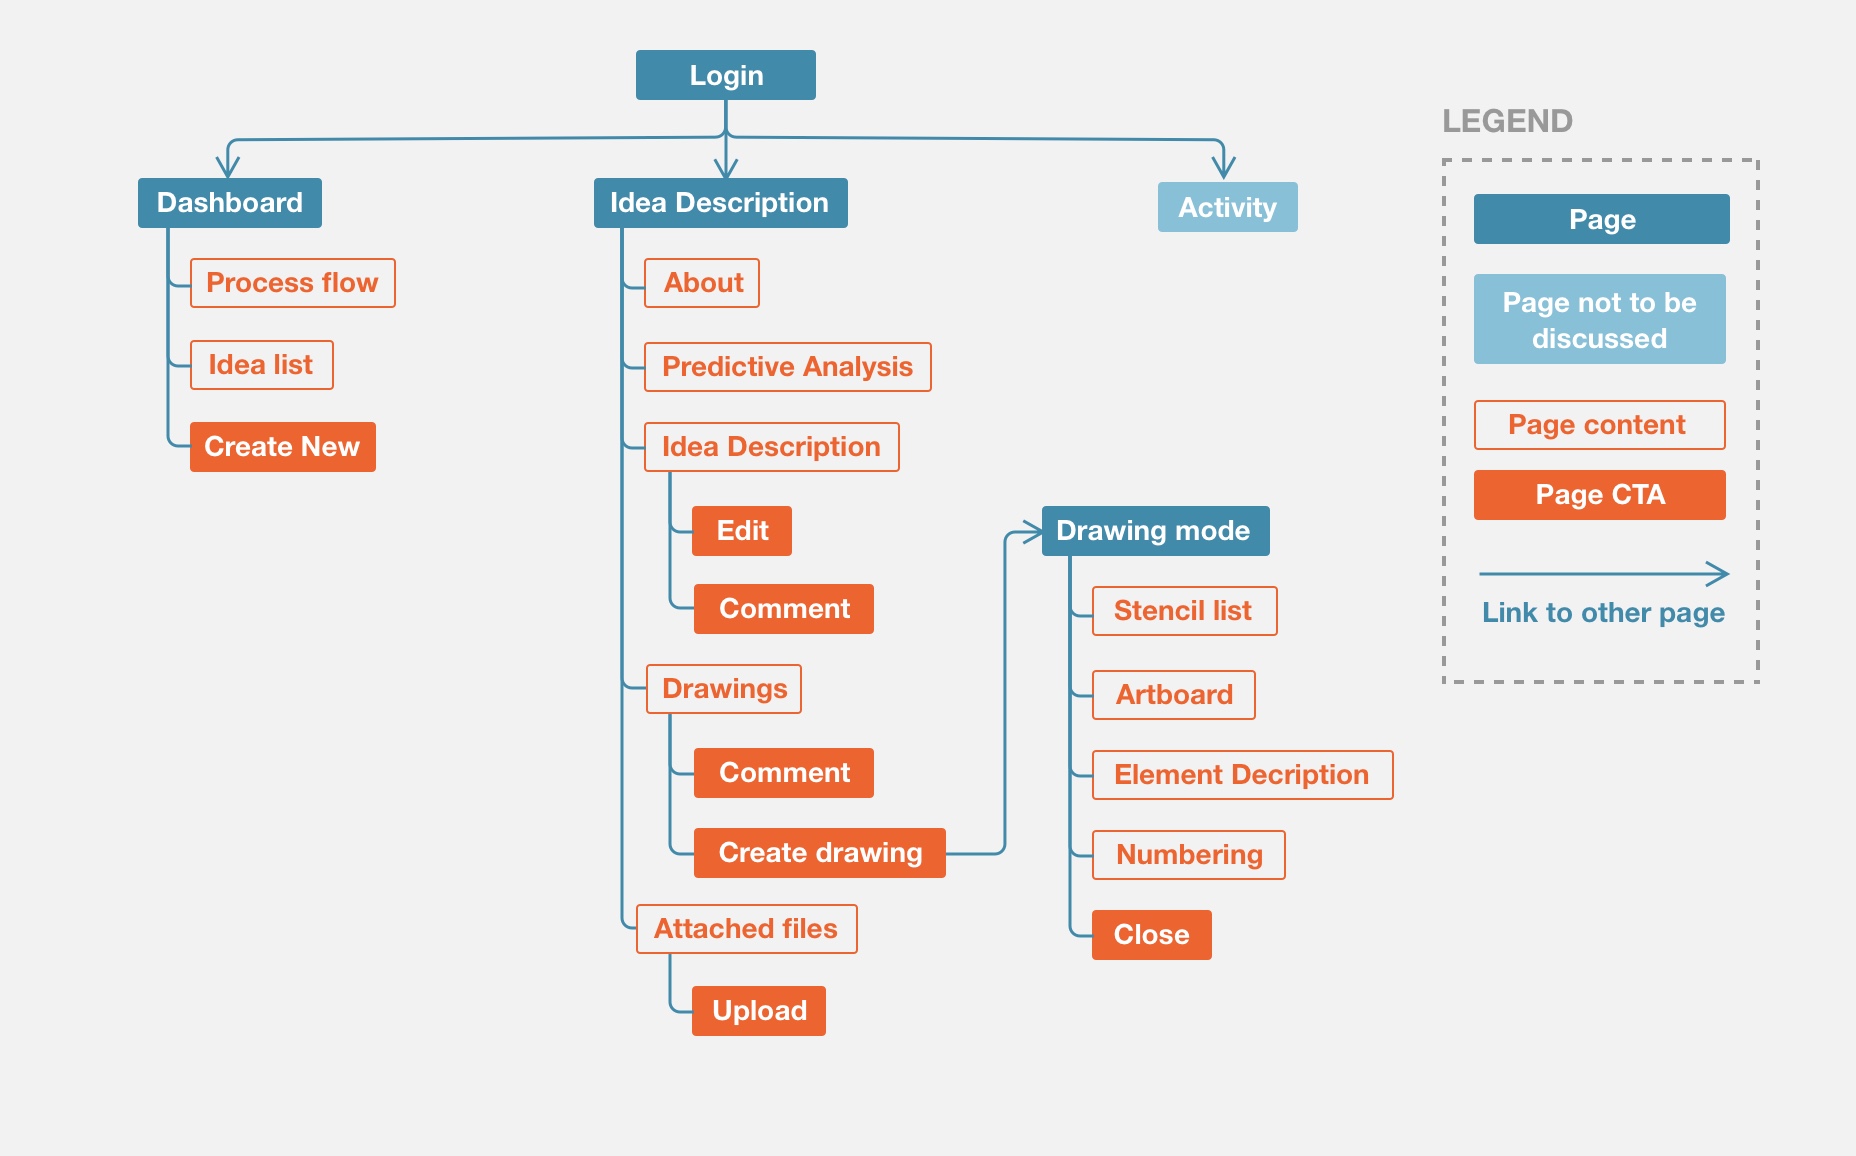 Login
Dashboard
Process flow
Idea list
Create New
Idea Description
About
Predictive Analysis
Idea Description
Edit
Comment
Drawings
Comment
Create drawing
Attached files
Upload
Activity
Drawing mode
Stencil list
Artboard
Element Decription
Numbering
Close
LEGEND
Page
Page not to be
discussed
Page content
Page CTA
Link to other page